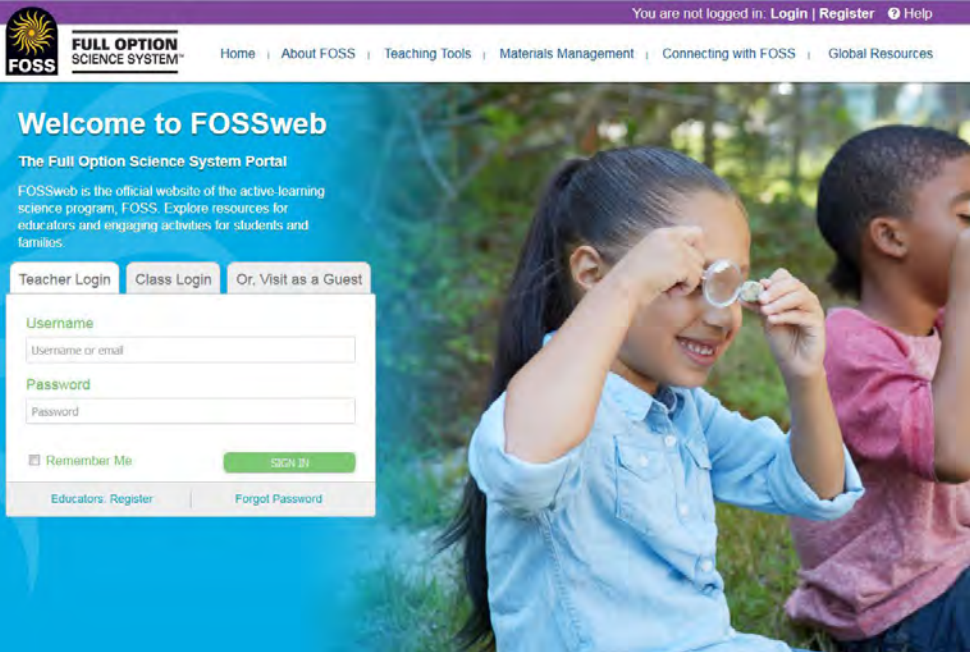 You are not logged in: Login | Register ? Help
FOSS
FULL OPTION
SCIENCE SYSTEM™
Home | About FOSS | Teaching Tools | Materials Management | Connecting with FOSS | Global Resources
Welcome to FOSSweb
The Full Option Science System Portal
FOSSweb is the official website of the active-learning
science program, FOSS. Explore resources for
educators and engaging activities for students and
families.
Teacher Login Class Login Or, Visit as a Guest
Username
Username or email
Password
Password
Remember Me SIGN IN
Educators: Register | Forgot Password